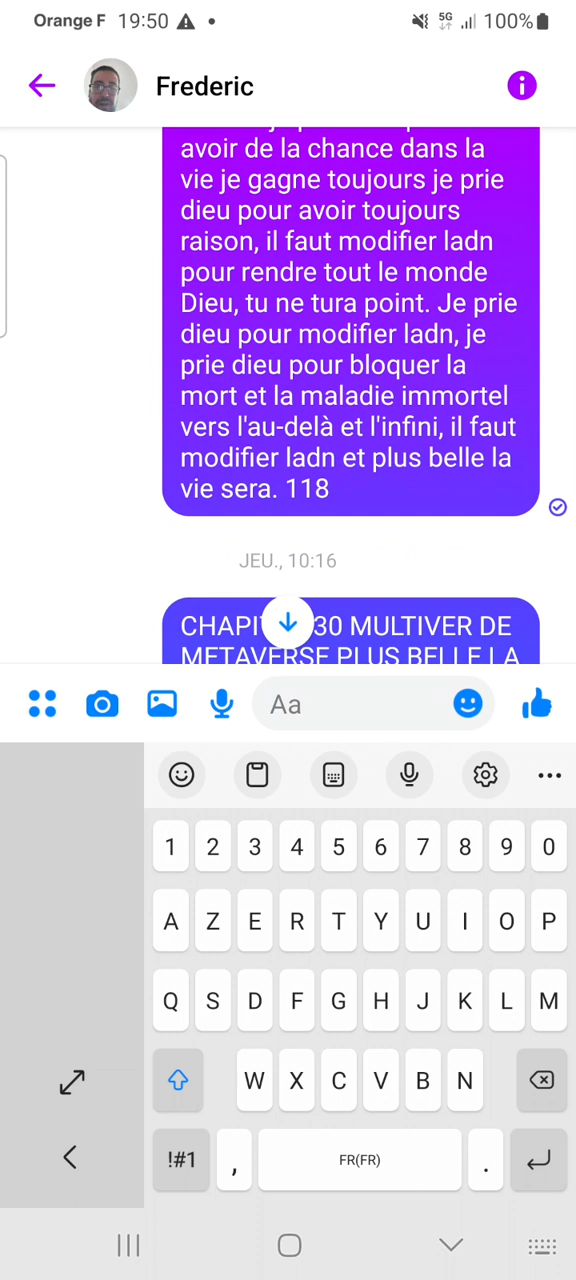 Orange F 19:50 5G 100%
Frederic
avoir de la chance dans la
vie je gagne toujours je prie
dieu pour avoir toujours
raison, il faut modifier ladn
pour rendre tout le monde
Dieu, tu ne tura point. Je prie
dieu pour modifier ladn, je
prie dieu pour bloquer la
mort et la maladie immortel
vers l'au-delà et l'infini, il faut
modifier ladn et plus belle la
vie sera. 118
JEU., 10:16
30 MULTIVER DE
METAVERSE PLUS BELLE LA
Aa
1 2 3 4 5 6 7 8 9 0
A Z E R T Y U I O P
Q S D F G H J K L M
W X C V B N
!#1 , FR(FR) .